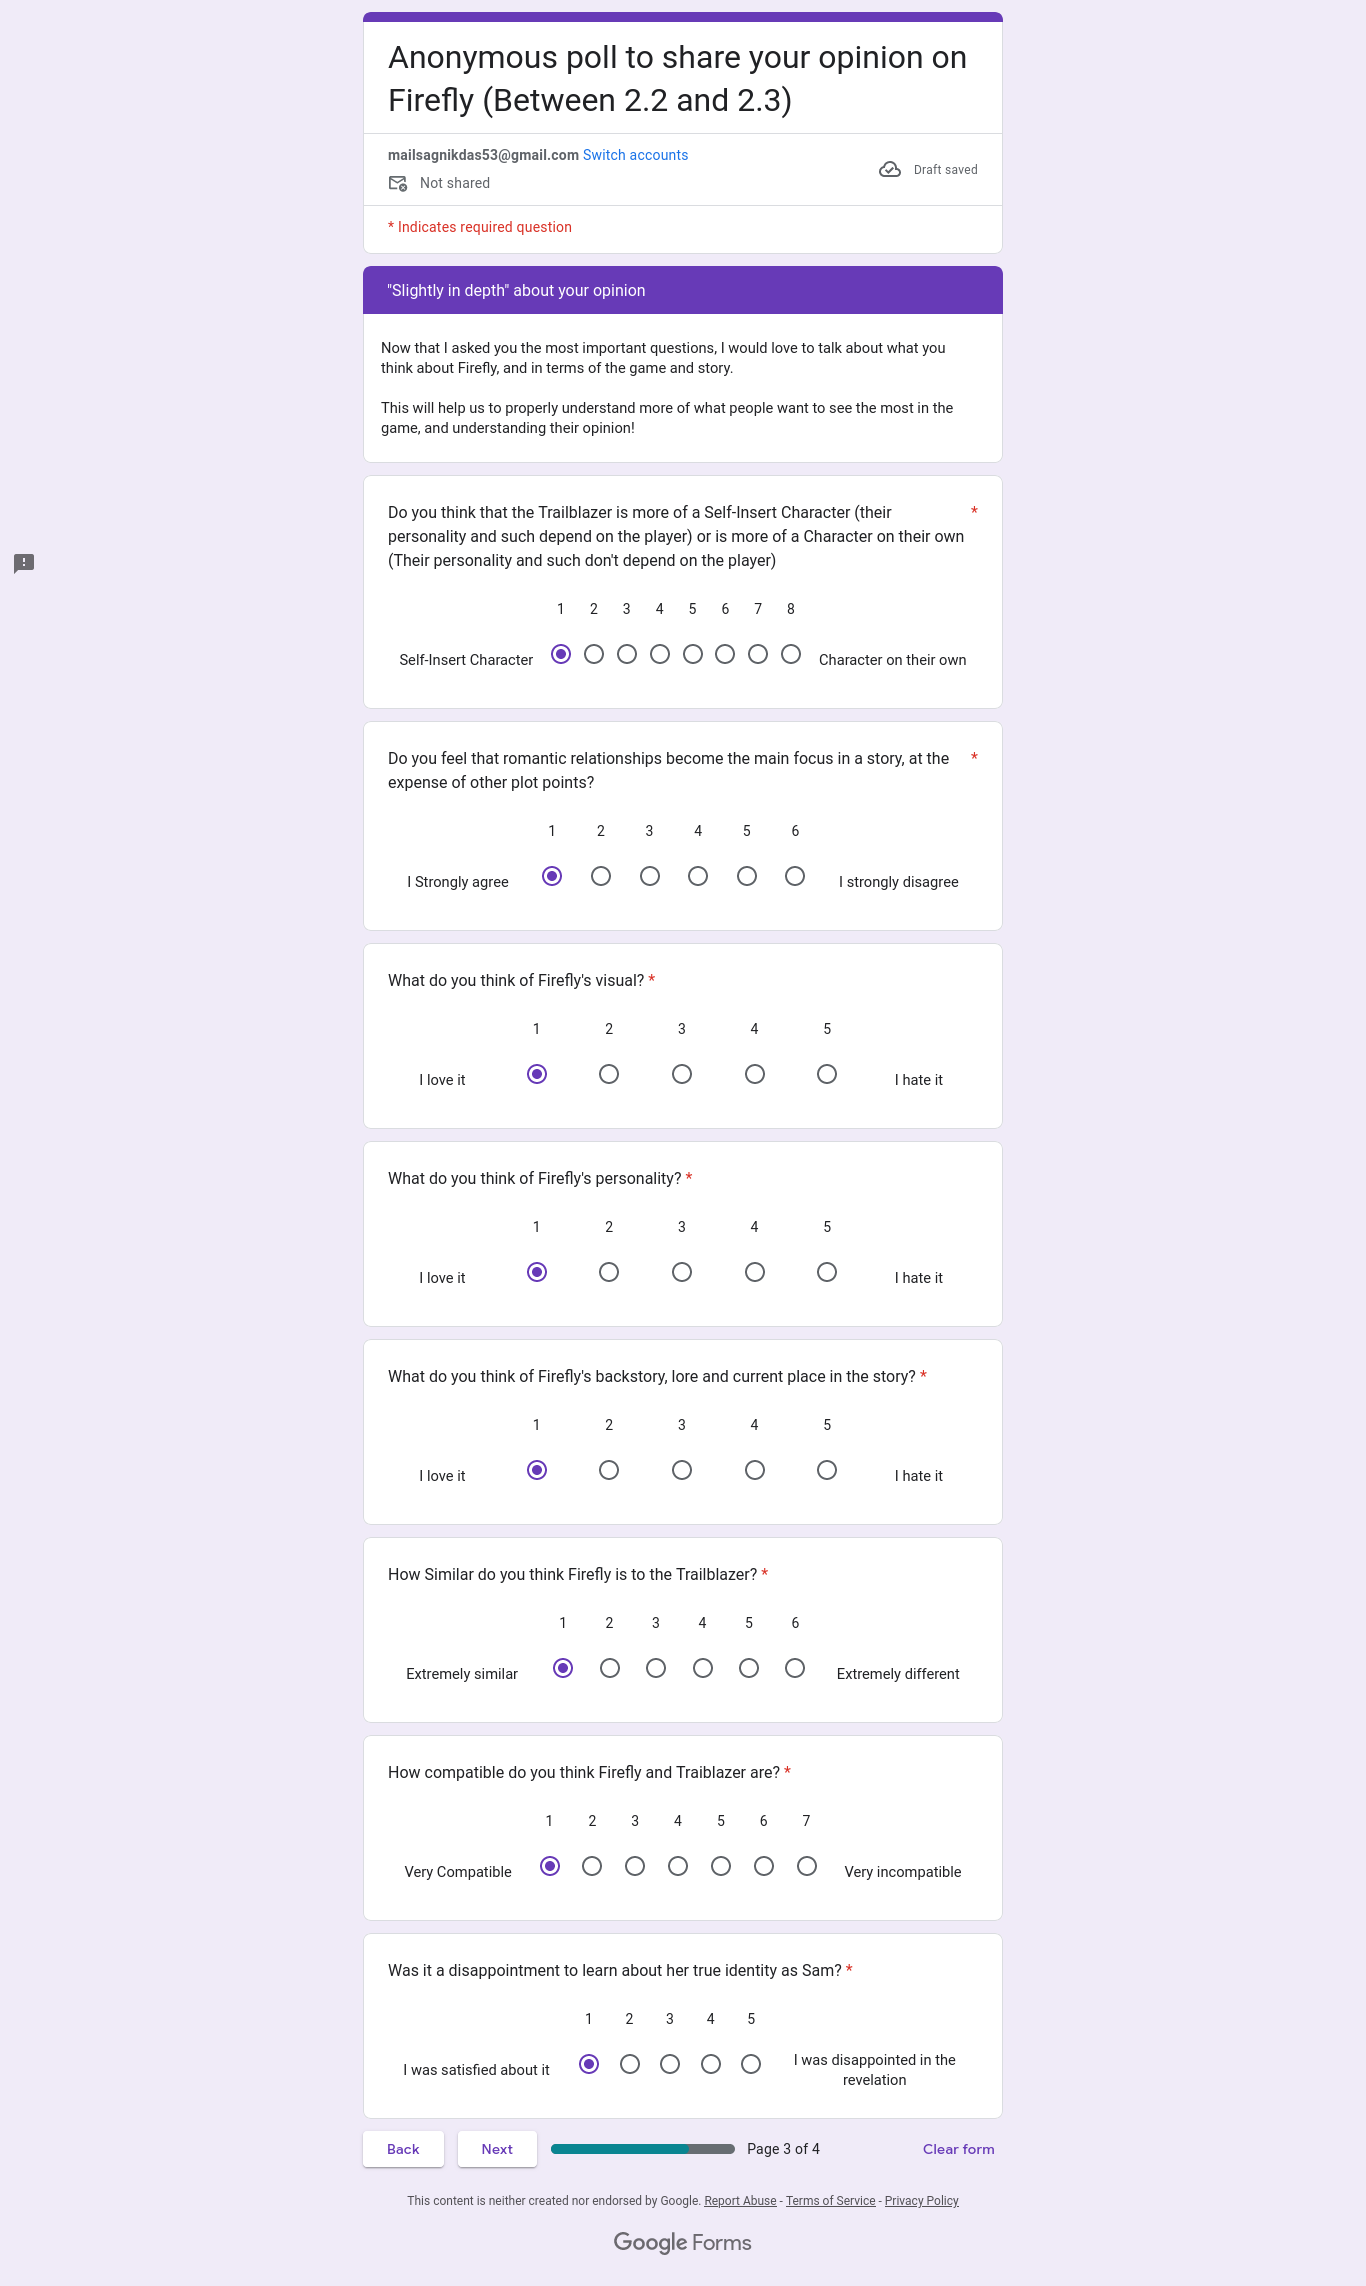 Anonymous poll to share your opinion on
Firefly (Between 2.2 and 2.3)
mailsagnikdas53@gmail.com Switch accounts
Draft saved
Not shared
* Indicates required question
"Slightly in depth" about your opinion
Now that I asked you the most important questions, I would love to talk about what you
think about Firefly, and in terms of the game and story.
This will help us to properly understand more of what people want to see the most in the
game, and understanding their opinion!
Do you think that the Trailblazer is more of a Self-Insert Character (their *
personality and such depend on the player) or is more of a Character on their own
(Their personality and such don't depend on the player)
1 2 3 4 5 6 7 8
Self-Insert Character Character on their own
Do you feel that romantic relationships become the main focus in a story, at the *
expense of other plot points?
1 2 3 4 5 6
I Strongly agree I strongly disagree
What do you think of Firefly's visual? *
1 2 3 4 5
I love it I hate it
What do you think of Firefly's personality? *
1 2 3 4 5
I love it I hate it
What do you think of Firefly's backstory, lore and current place in the story? *
1 2 3 4 5
I love it I hate it
How Similar do you think Firefly is to the Trailblazer? *
1 2 3 4 5 6
Extremely similar Extremely different
How compatible do you think Firefly and Traiblazer are? *
1 2 3 4 5 6 7
Very Compatible Very incompatible
Was it a disappointment to learn about her true identity as Sam? *
1 2 3 4 5
I was satisfied about it I was disappointed in the
revelation
Back Next Page 3 of 4 Clear form
This content is neither created nor endorsed by Google. Report Abuse - Terms of Service - Privacy Policy
Google Forms